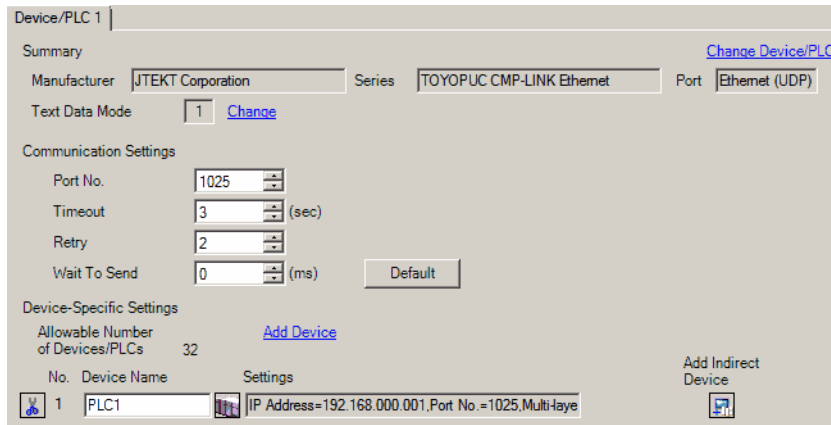 Device/PLC 1
Summary
Change Device/PLC
Manufacturer JTEKT Corporation Series TOYOPUC CMP-LINK Ethernet Port Ethernet (UDP)
Text Data Mode 1 Change
Communication Settings
Port No. 1025
Timeout 3 (sec)
Retry 2
Wait To Send 0 (ms) Default
Device-Specific Settings
Allowable Number
of Devices/PLCs 32
Add Device
Add Indirect
Device
No. Device Name Settings
1 PLC1 IP Address=192.168.000.001,Port No.=1025,Multi-laye